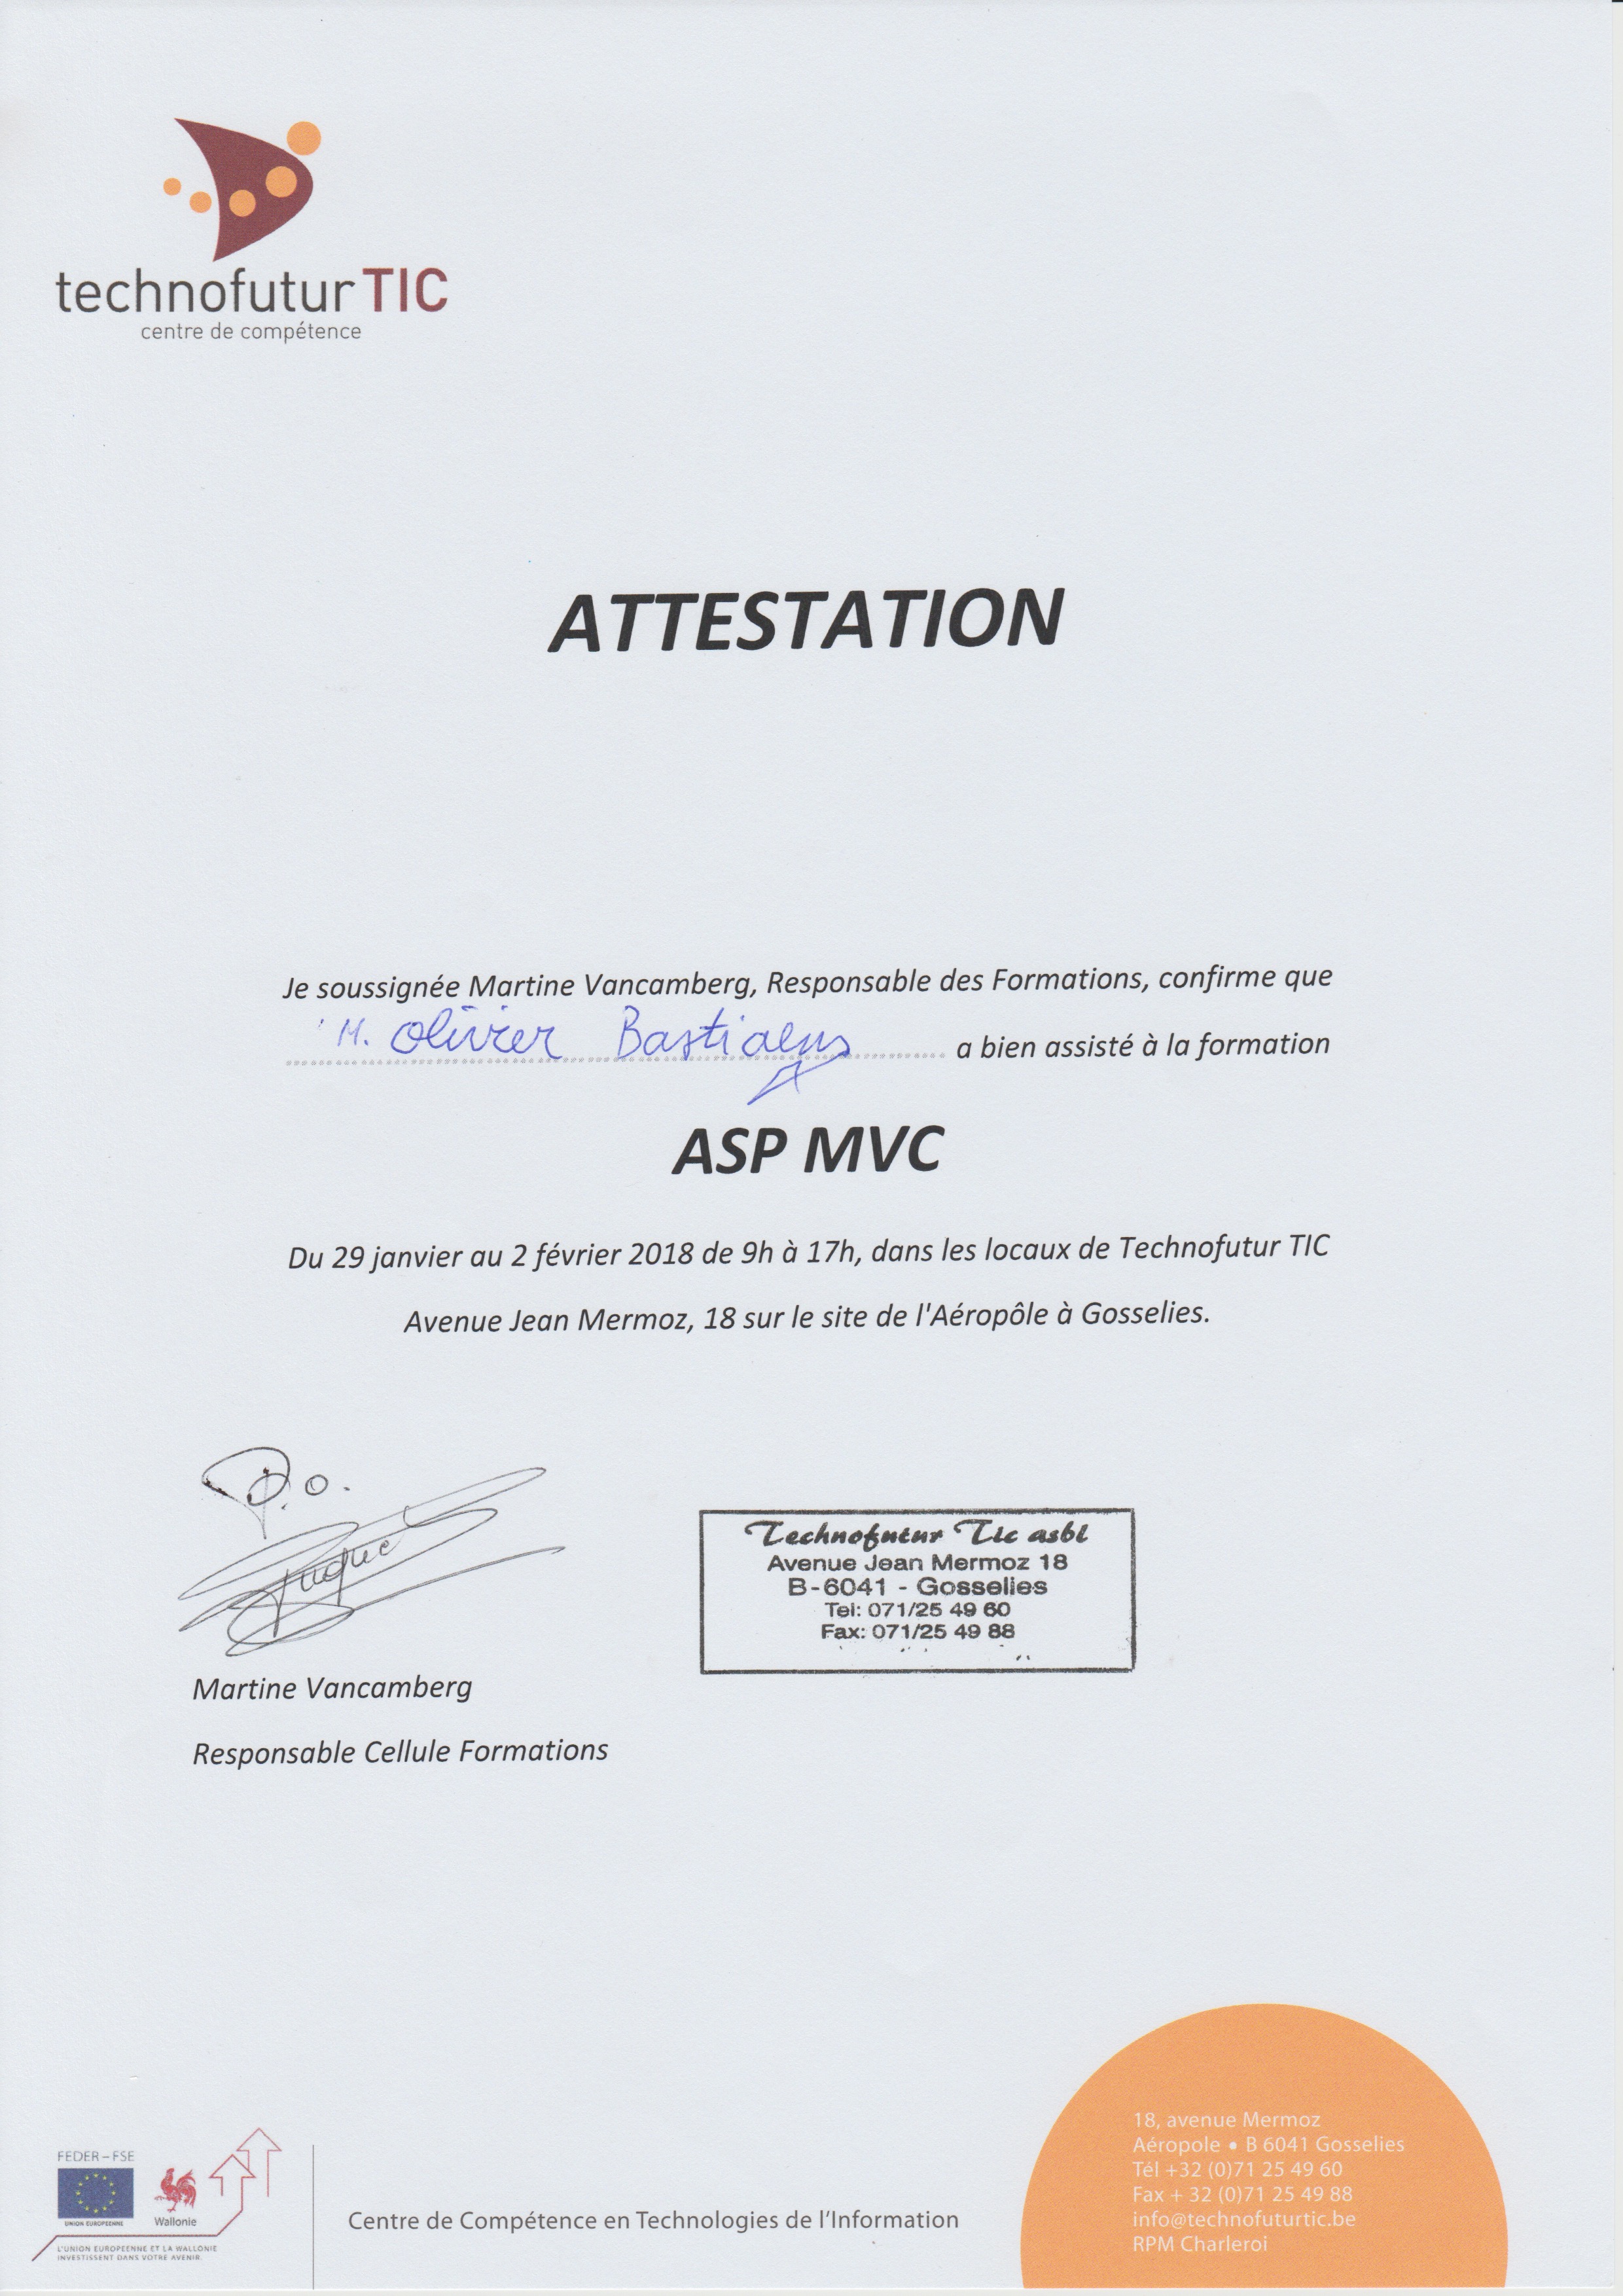 technofutur TIC
centre de compétence
ATTESTATION
Je soussignée Martine Vancamberg, Responsable des Formations, confirme que
M. Olivier Bastiaens a bien assisté à la formation
ASP MVC
Du 29 janvier au 2 février 2018 de 9h à 17h, dans les locaux de Technofutur TIC
Avenue Jean Mermoz, 18 sur le site de l'Aéropôle à Gosselies.
P.O.
Technofutur Tic asbl
Avenue Jean Mermoz 18
B-6041 - Gosselies
Tel: 071/25 49 60
Fax: 071/25 49 88
Martine Vancamberg
Responsable Cellule Formations
FEDER – FSE
UNION EUROPEENNE
Wallonie
L'UNION EUROPEENNE ET LA WALLONIE
INVESTISSENT DANS VOTRE AVENIR.
Centre de Compétence en Technologies de l'Information
18, avenue Mermoz
Aéropole • B 6041 Gosselies
Tél +32 (0)71 25 49 60
Fax + 32 (0)71 25 49 88
info@technofuturtic.be
RPM Charleroi